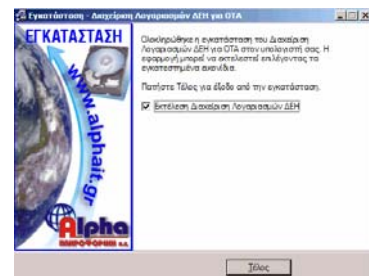 Εγκατάσταση - Διαχείριση Λογαριασμών ΔΕΗ για ΟΤΑ
ΕΓΚΑΤΑΣΤΑΣΗ
Ολοκληρώθηκε η εγκατάσταση του Διαχείριση
Λογαριασμών ΔΕΗ για ΟΤΑ στον υπολογιστή σας. Η
εφαρμογή μπορεί να εκτελεστεί επιλέγοντας τα
εγκατεστημένα εικονίδια.
Πατήστε Τέλος για έξοδο από την εγκατάσταση.
Εκτέλεση Διαχείριση Λογαριασμών ΔΕΗ
www.alphait.gr
Alpha
ΠΛΗΡΟΦΟΡΙΚΗ Α.Ε.
Τέλος